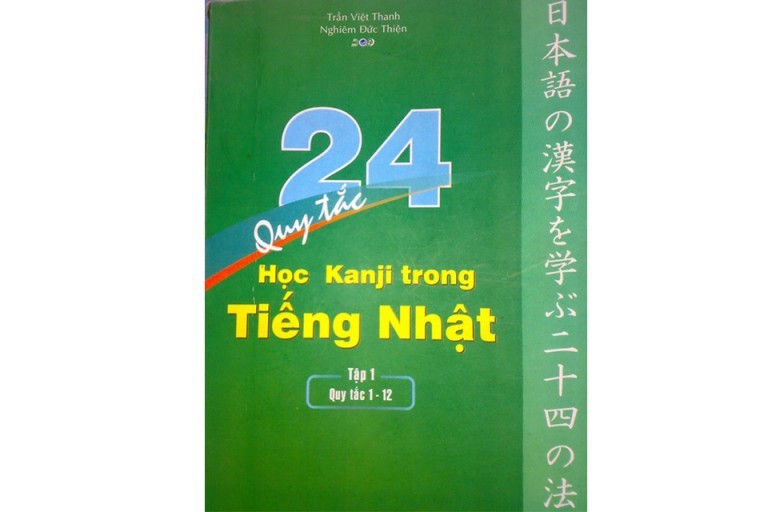 Trần Việt Thanh
Nghiêm Đức Thiện
24
Quy tắc
Học Kanji trong
Tiếng Nhật
Tập 1
Quy tắc 1 - 12
日本語の漢字を学ぶ二十四の法